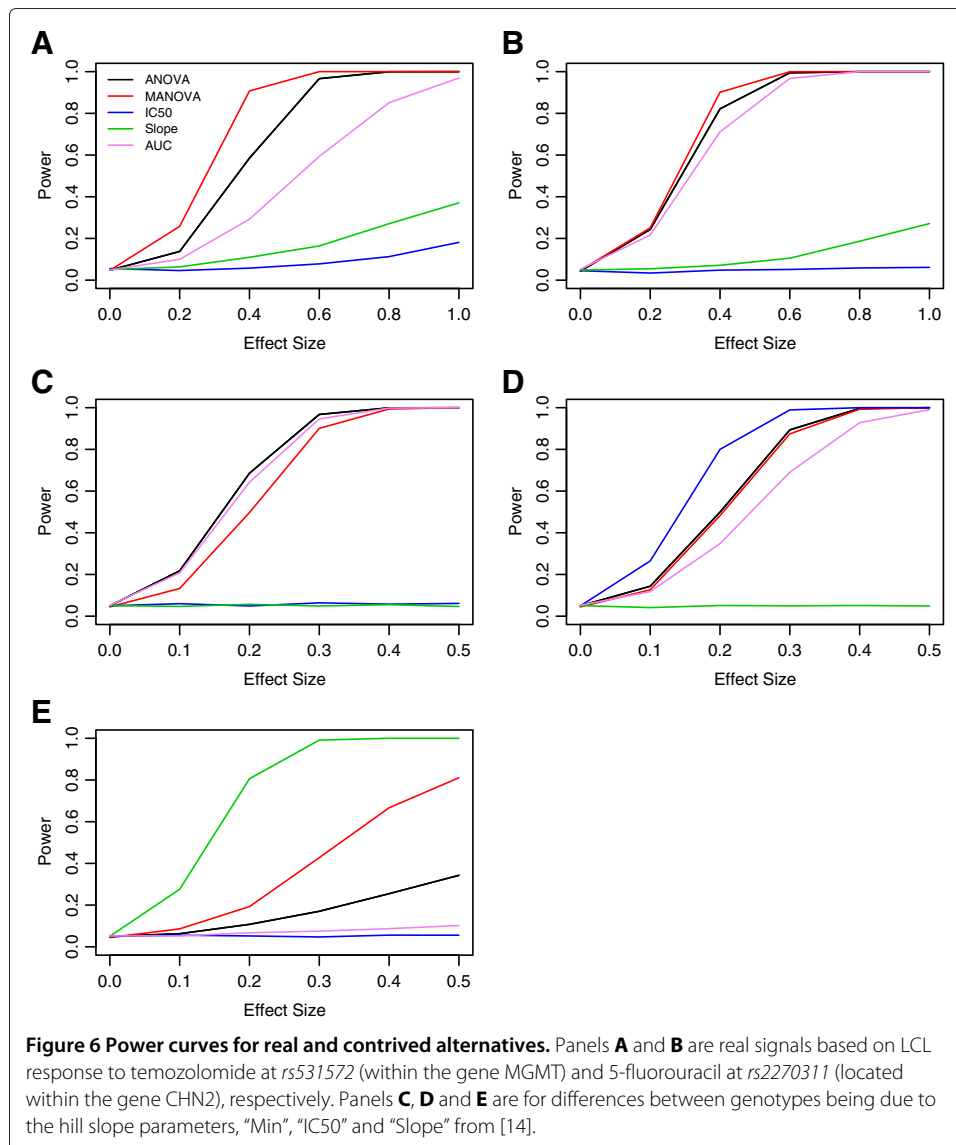 A
B
1.0
0.8
0.6
0.4
0.2
0.0
Power
ANOVA
MANOVA
IC50
Slope
AUC
0.0 0.2 0.4 0.6 0.8 1.0
Effect Size
1.0
0.8
0.6
0.4
0.2
0.0
Power
0.0 0.2 0.4 0.6 0.8 1.0
Effect Size
C
D
1.0
0.8
0.6
0.4
0.2
0.0
Power
0.0 0.1 0.2 0.3 0.4 0.5
Effect Size
1.0
0.8
0.6
0.4
0.2
0.0
Power
0.0 0.1 0.2 0.3 0.4 0.5
Effect Size
E
1.0
0.8
0.6
0.4
0.2
0.0
Power
0.0 0.1 0.2 0.3 0.4 0.5
Effect Size
Figure 6 Power curves for real and contrived alternatives. Panels A and B are real signals based on LCL
response to temozolomide at rs531572 (within the gene MGMT) and 5-fluorouracil at rs2270311 (located
within the gene CHN2), respectively. Panels C, D and E are for differences between genotypes being due to
the hill slope parameters, “Min”, “IC50” and “Slope” from [14].